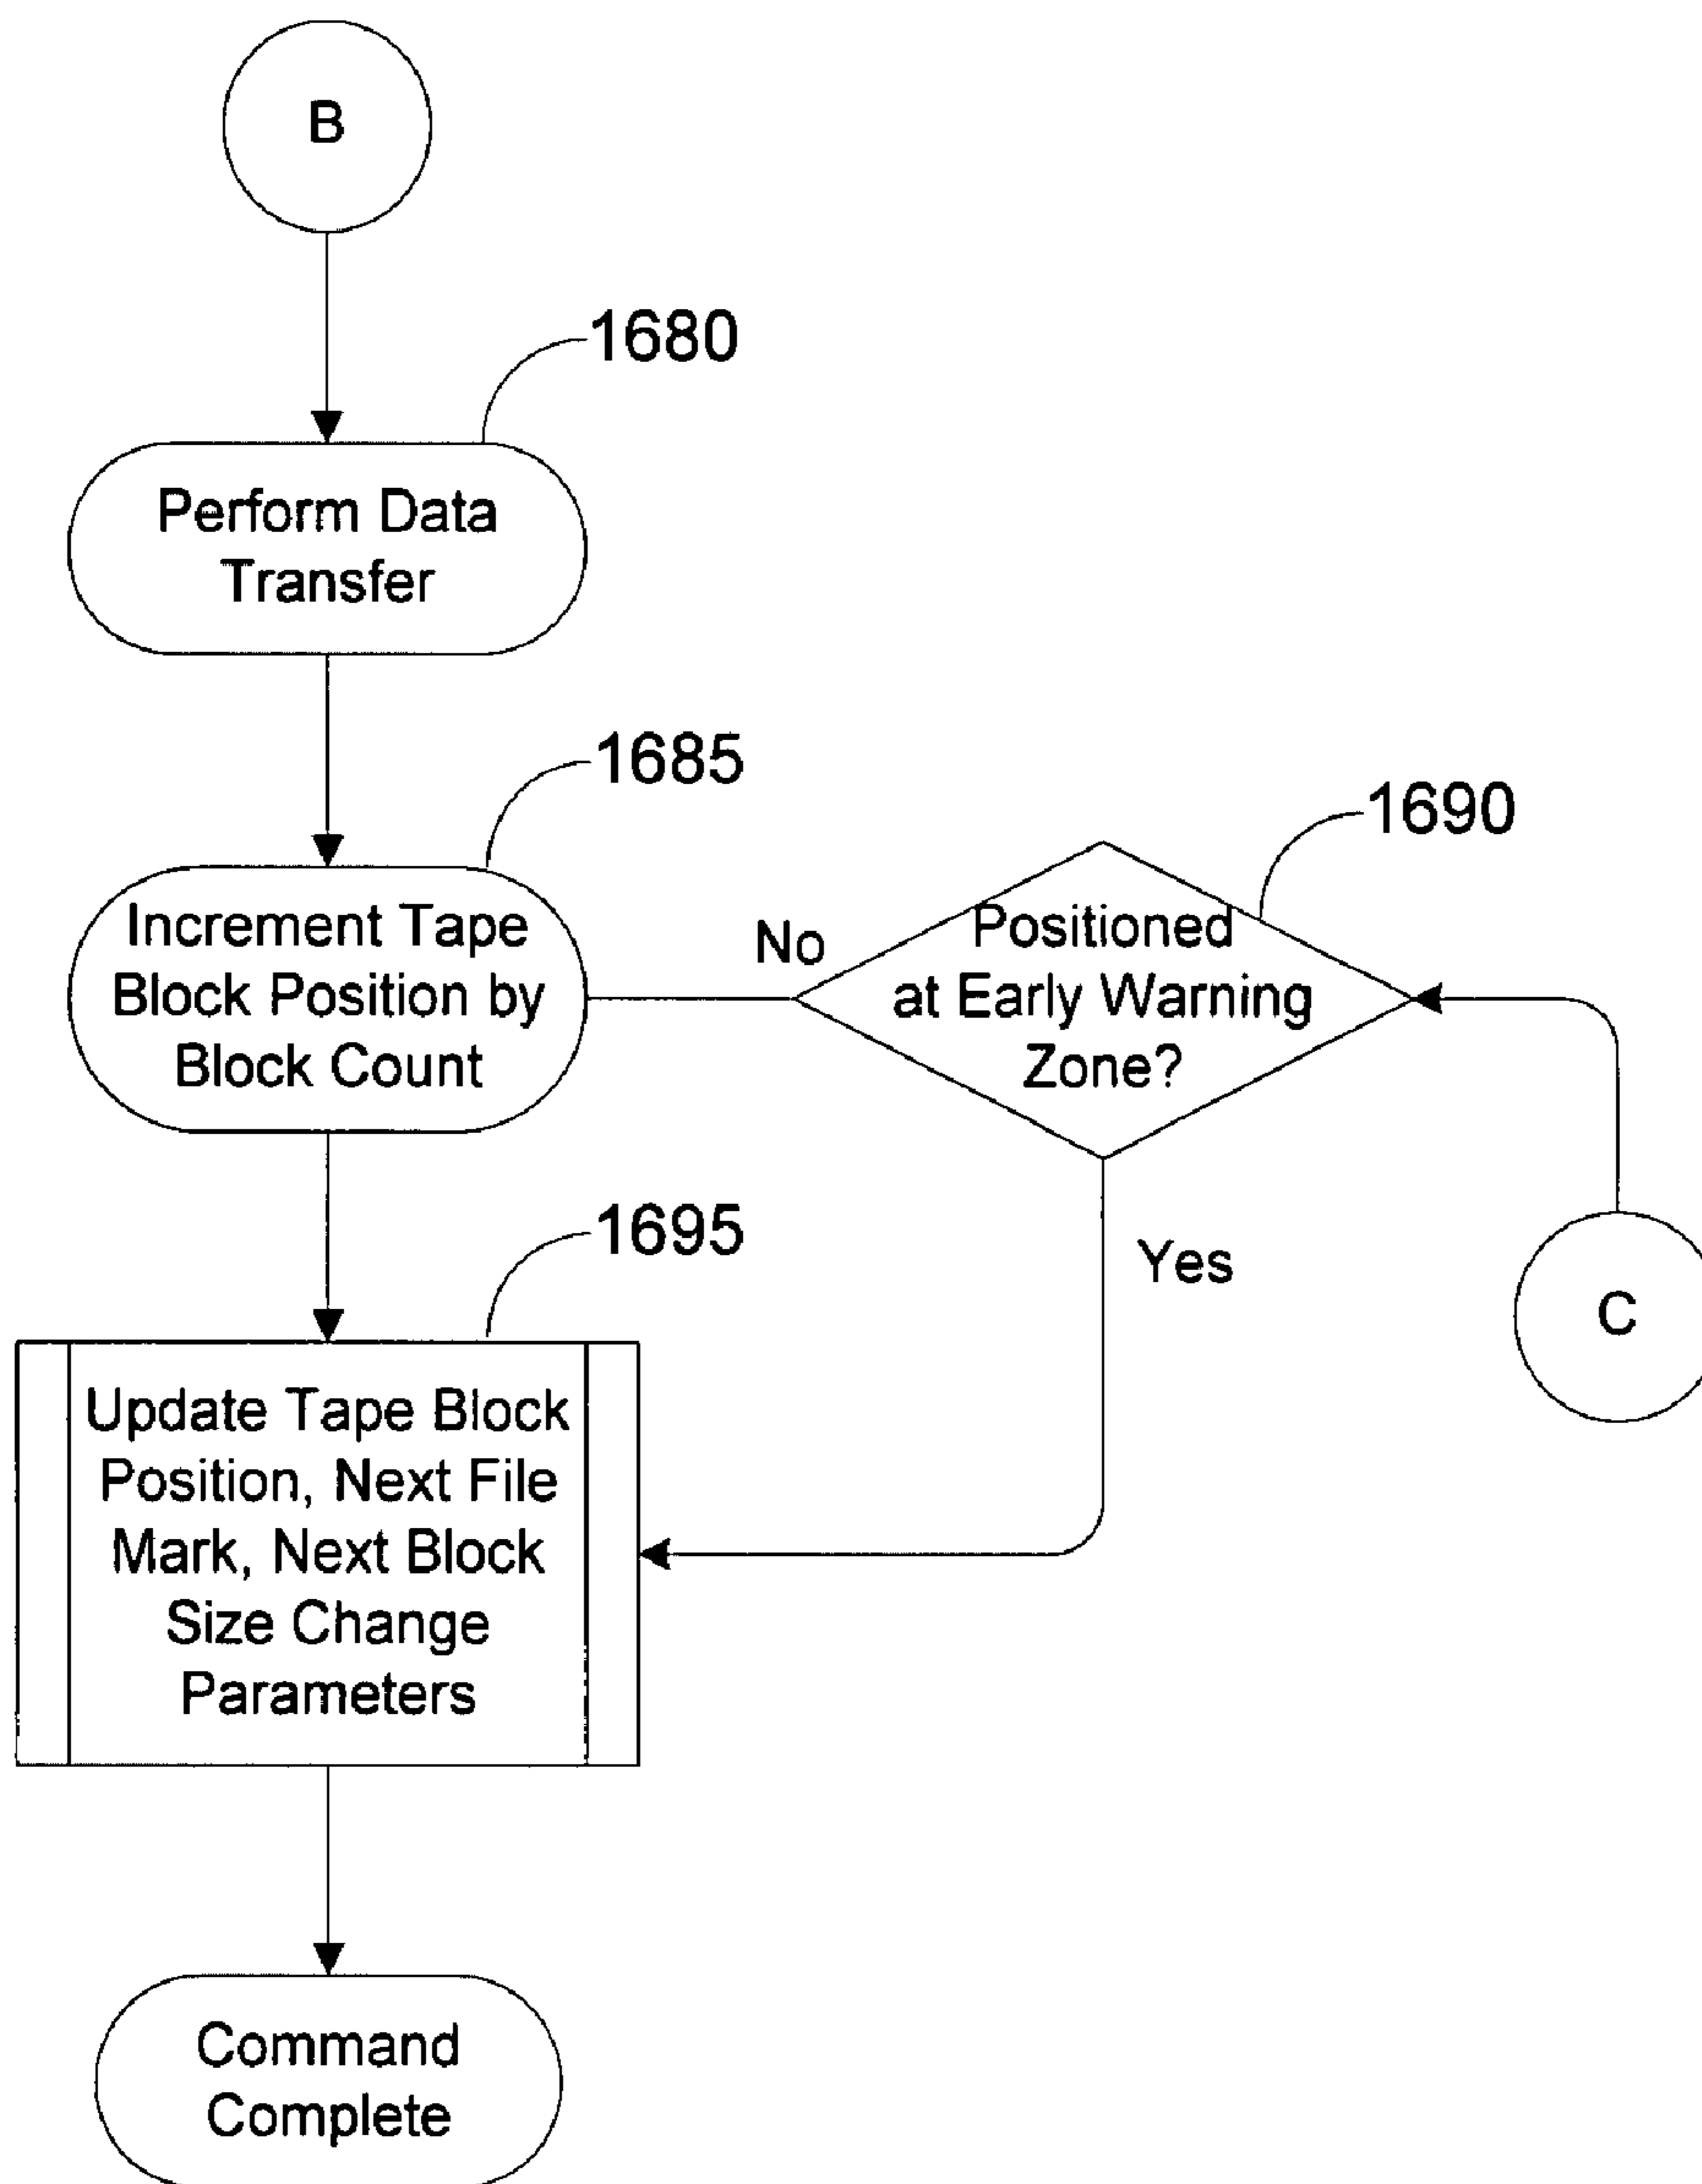 B
1680
Perform Data
Transfer
1685
Increment Tape
Block Position by
Block Count
No
1690
Positioned
at Early Warning
Zone?
Yes
C
1695
Update Tape Block
Position, Next File
Mark, Next Block
Size Change
Parameters
Command
Complete